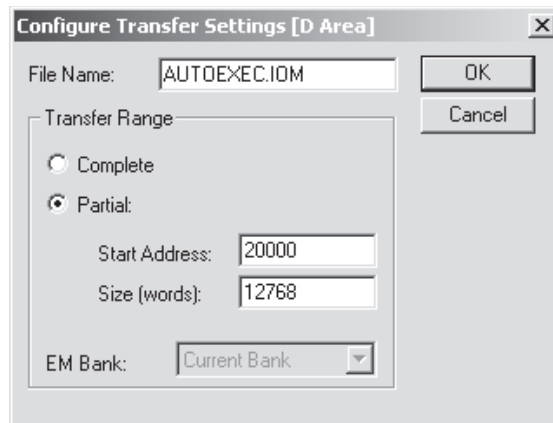 Configure Transfer Settings [D Area]
File Name: AUTOEXEC.IOM
OK
Cancel
Transfer Range
Complete
Partial:
Start Address: 20000
Size (words): 12768
EM Bank: Current Bank